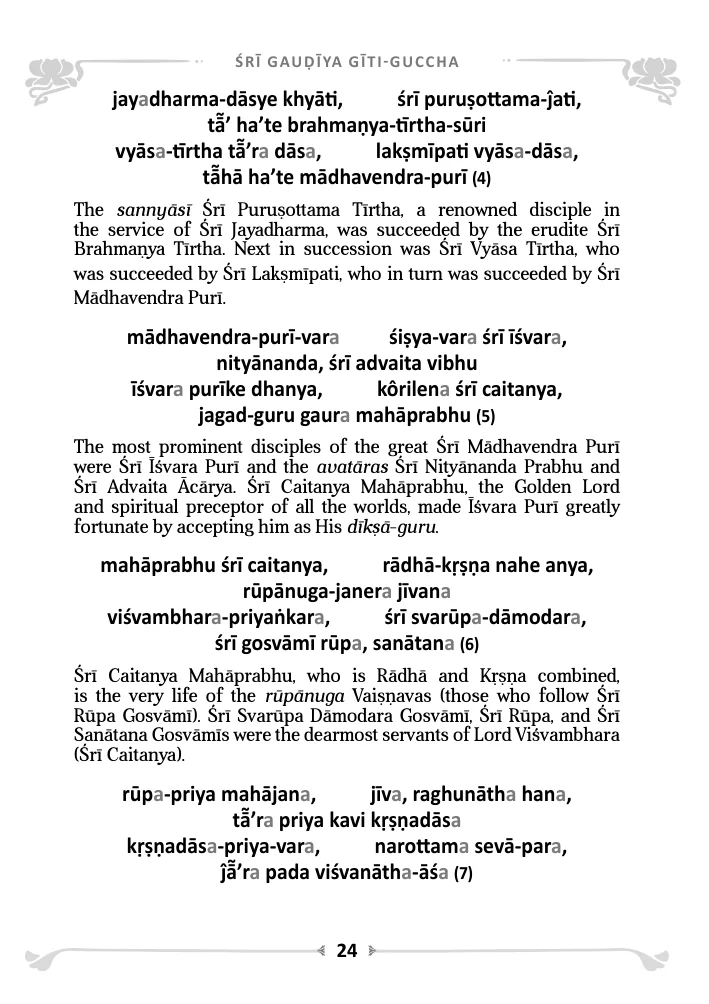 ŚRĪ GAUḌĪYA GĪTI-GUCCHA
jayadharma-dāsye khyāti, śrī puruṣottama-ĵati,
tā̃' ha'te brahmaṇya-tīrtha-sūri
vyāsa-tīrtha tā̃'ra dāsa, lakṣmīpati vyāsa-dāsa,
tā̃hā ha'te mādhavendra-purī (4)
The sannyāsī Śrī Puruṣottama Tīrtha, a renowned disciple in
the service of Śrī Jayadharma, was succeeded by the erudite Śrī
Brahmaṇya Tīrtha. Next in succession was Śrī Vyāsa Tīrtha, who
was succeeded by Śrī Lakṣmīpati, who in turn was succeeded by Śrī
Mādhavendra Purī.
mādhavendra-purī-vara śiṣya-vara śrī īśvara,
nityānanda, śrī advaita vibhu
īśvara purīke dhanya, kôrilena śrī caitanya,
jagad-guru gaura mahāprabhu (5)
The most prominent disciples of the great Śrī Mādhavendra Purī
were Śrī Īśvara Purī and the avatāras Śrī Nityānanda Prabhu and
Śrī Advaita Ācārya. Śrī Caitanya Mahāprabhu, the Golden Lord
and spiritual preceptor of all the worlds, made Īśvara Purī greatly
fortunate by accepting him as His dīkṣā-guru.
mahāprabhu śrī caitanya, rādhā-kṛṣṇa nahe anya,
rūpānuga-janera jīvana
viśvambhara-priyaṅkara, śrī svarūpa-dāmodara,
śrī gosvāmī rūpa, sanātana (6)
Śrī Caitanya Mahāprabhu, who is Rādhā and Kṛṣṇa combined,
is the very life of the rūpānuga Vaiṣṇavas (those who follow Śrī
Rūpa Gosvāmī). Śrī Svarūpa Dāmodara Gosvāmī, Śrī Rūpa, and Śrī
Sanātana Gosvāmīs were the dearmost servants of Lord Viśvambhara
(Śrī Caitanya).
rūpa-priya mahājana, jīva, raghunātha hana,
tā̃'ra priya kavi kṛṣṇadāsa
kṛṣṇadāsa-priya-vara, narottama sevā-para,
ĵā̃'ra pada viśvanātha-āśa (7)
24